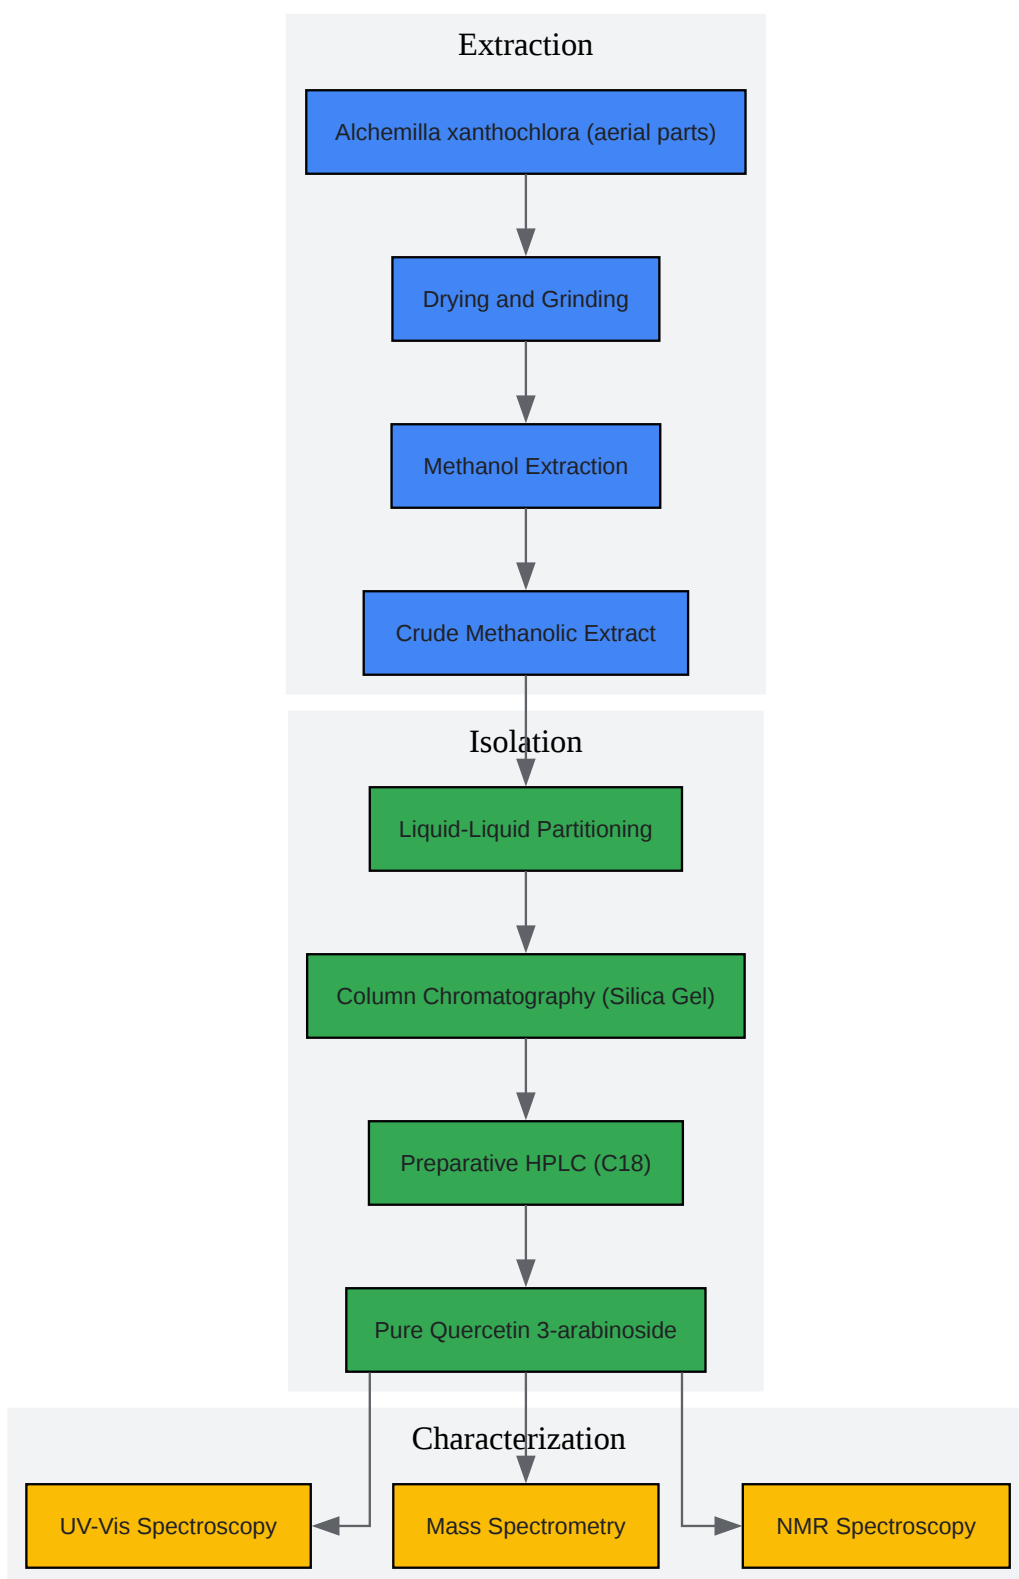 Extraction
Alchemilla xanthochlora (aerial parts)
Drying and Grinding
Methanol Extraction
Crude Methanolic Extract
Isolation
Liquid-Liquid Partitioning
Column Chromatography (Silica Gel)
Preparative HPLC (C18)
Pure Quercetin 3-arabinoside
Characterization
UV-Vis Spectroscopy
Mass Spectrometry
NMR Spectroscopy